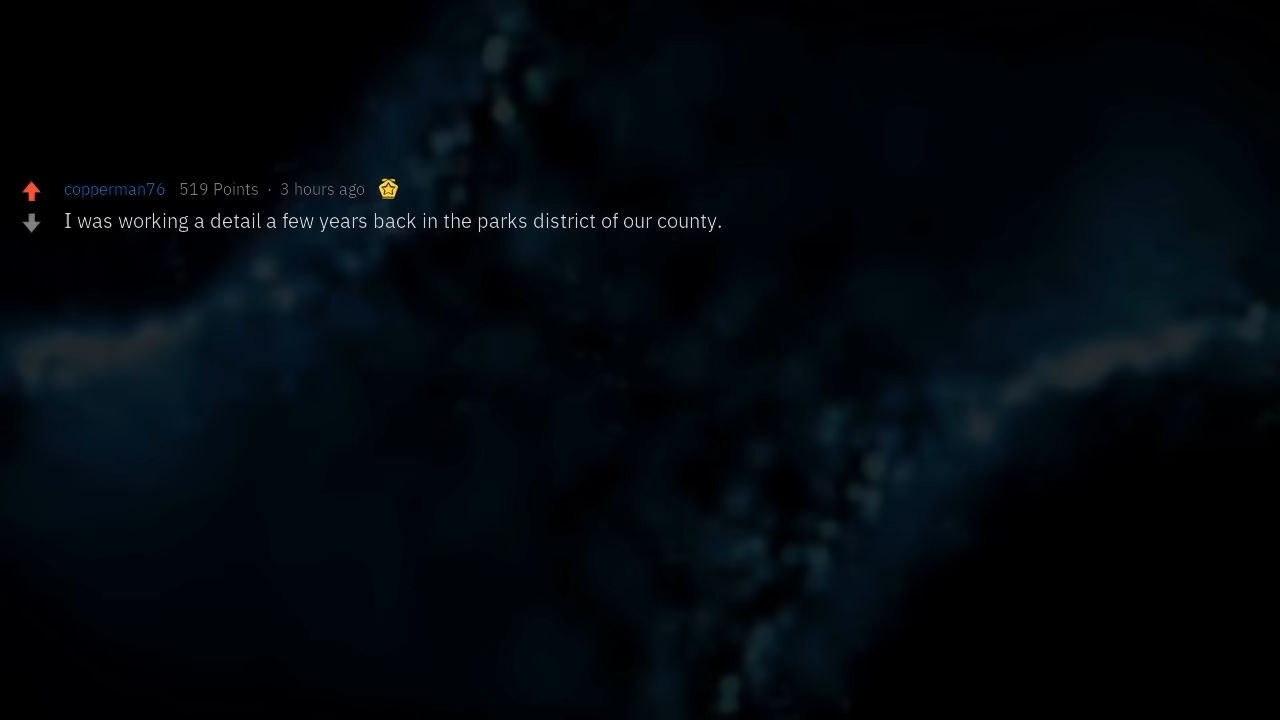 copperman76 519 Points · 3 hours ago
I was working a detail a few years back in the parks district of our county.